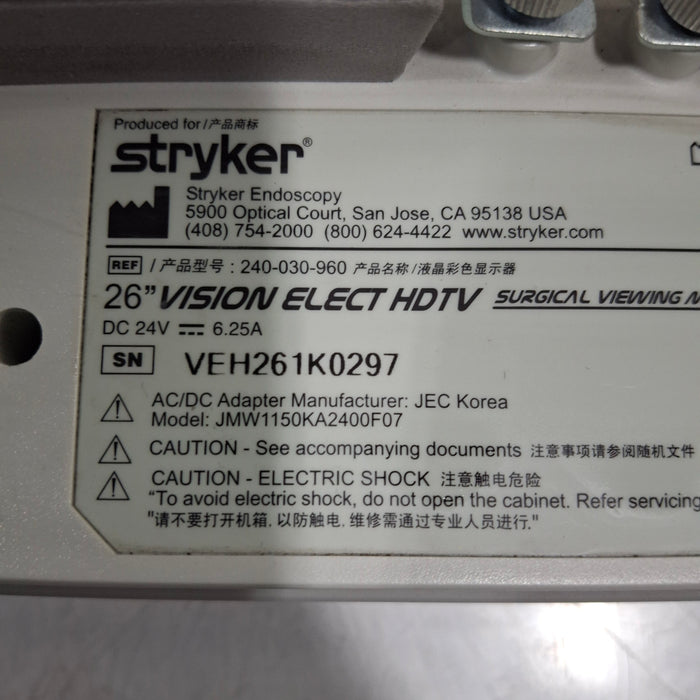 Produced for/产品商标
stryker®
Stryker Endoscopy
5900 Optical Court, San Jose, CA 95138 USA
(408) 754-2000 (800) 624-4422 www.stryker.com
REF / 产品型号: 240-030-960 产品名称/液晶彩色显示器
26" VISION ELECT HDTV SURGICAL VIEWING
DC 24V ⎓ 6.25A
SN VEH261K0297
AC/DC Adapter Manufacturer: JEC Korea
Model: JMW1150KA2400F07
CAUTION - See accompanying documents 注意事项请参阅随机文件
CAUTION - ELECTRIC SHOCK 注意触电危险
"To avoid electric shock, do not open the cabinet. Refer servicing
"请不要打开机箱. 以防触电. 维修需通过专业人员进行."